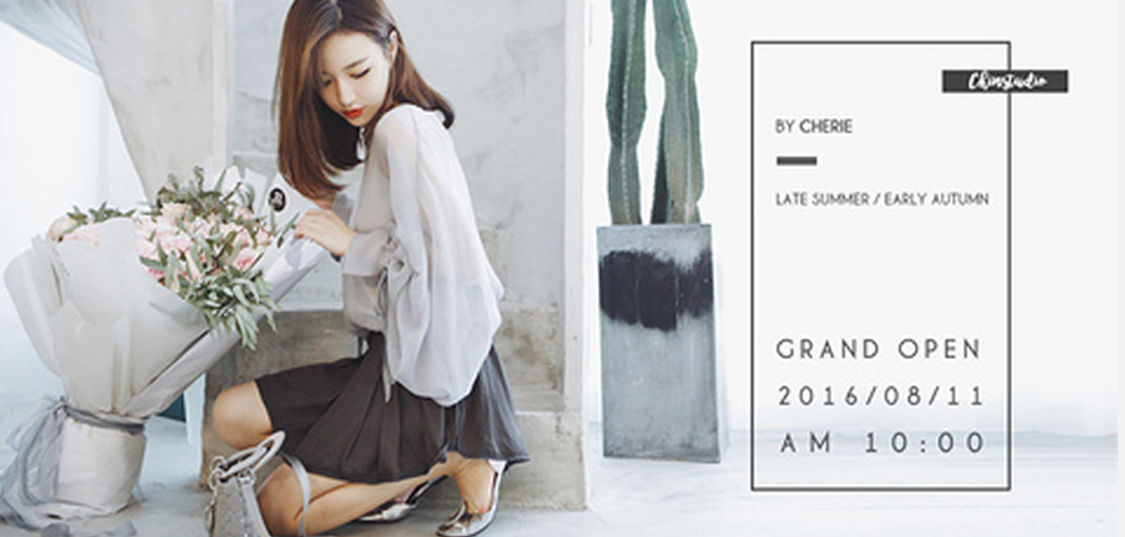 Chinstudio
BY CHERIE
LATE SUMMER / EARLY AUTUMN
GRAND OPEN
2016/08/11
AM 10:00